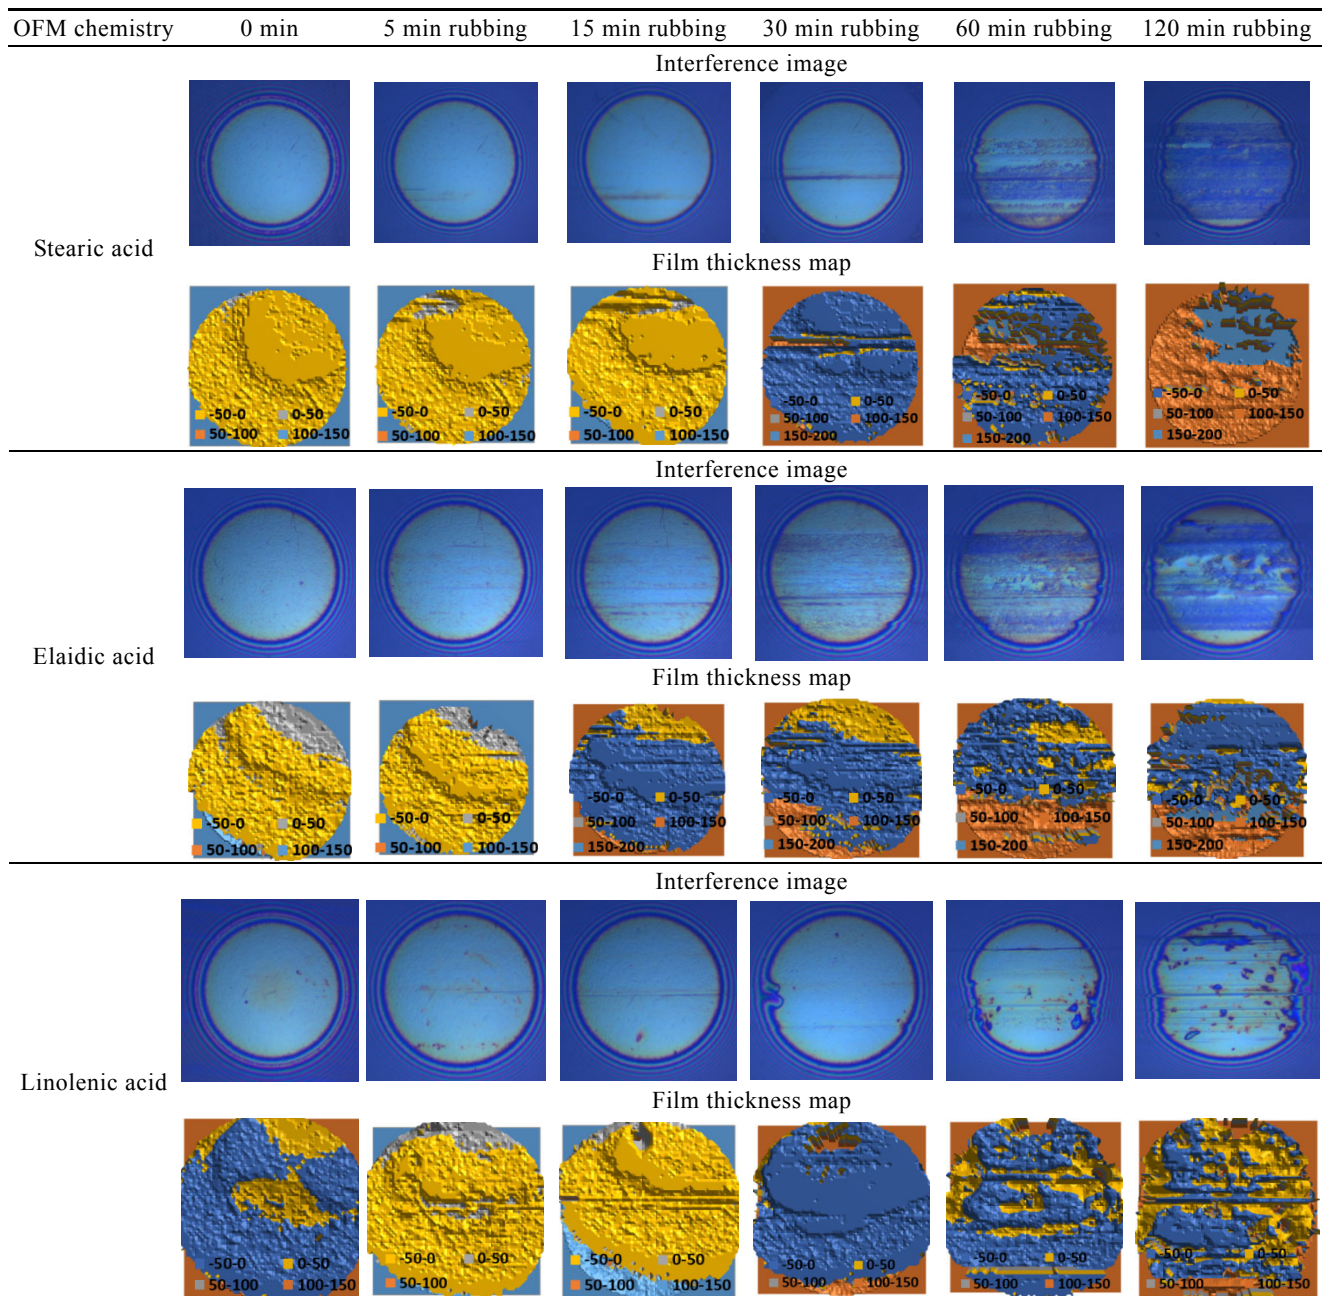 OFM chemistry 0 min 5 min rubbing 15 min rubbing 30 min rubbing 60 min rubbing 120 min rubbing
Interference image
Stearic acid
Film thickness map
-50-0 0-50 -50-0 0-50 -50-0 0-50 -50-0 0-50 -50-0 0-50 -50-0 0-50
50-100 100-150 50-100 100-150 50-100 100-150 50-100 100-150 50-100 100-150 50-100 100-150
150-200 150-200 150-200
Interference image
Elaidic acid
Film thickness map
-50-0 0-50 -50-0 0-50 -50-0 0-50 -50-0 0-50 -50-0 0-50 -50-0 0-50
50-100 100-150 50-100 100-150 50-100 100-150 50-100 100-150 50-100 100-150 50-100 100-150
150-200 150-200 150-200 150-200
Interference image
Linolenic acid
Film thickness map
-50-0 0-50 -50-0 0-50 -50-0 0-50 -50-0 0-50 -50-0 0-50 -50-0 0-50
50-100 100-150 50-100 50-100 100-150 50-100 100-150 50-100 100-150 50-100 100-150